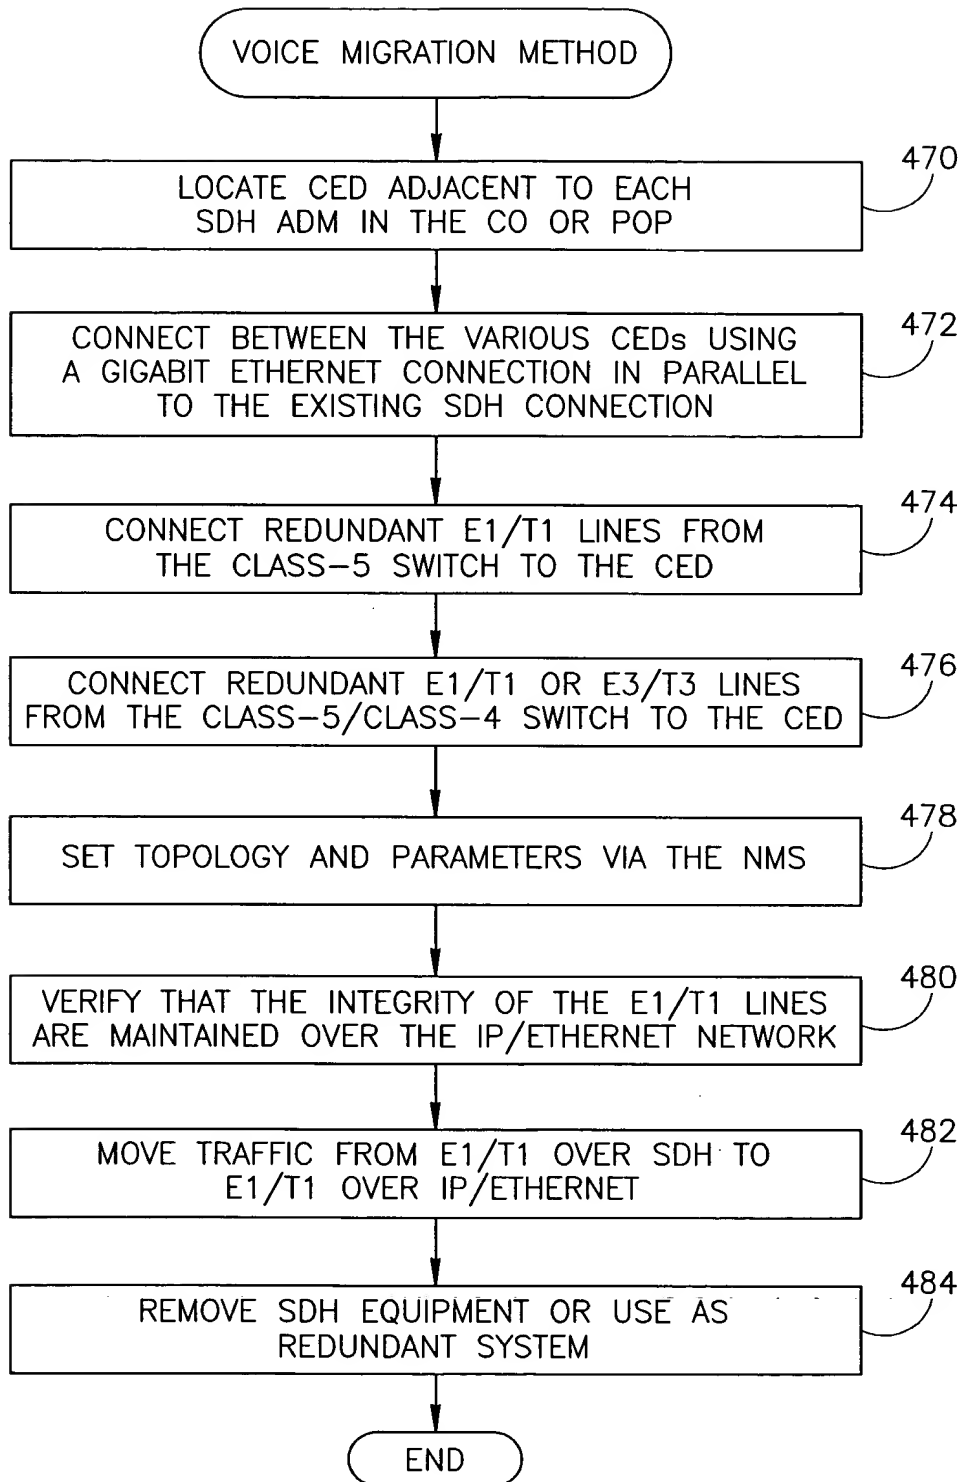 VOICE MIGRATION METHOD
470
LOCATE CED ADJACENT TO EACH
SDH ADM IN THE CO OR POP
472
CONNECT BETWEEN THE VARIOUS CEDs USING
A GIGABIT ETHERNET CONNECTION IN PARALLEL
TO THE EXISTING SDH CONNECTION
474
CONNECT REDUNDANT E1/T1 LINES FROM
THE CLASS-5 SWITCH TO THE CED
476
CONNECT REDUNDANT E1/T1 OR E3/T3 LINES
FROM THE CLASS-5/CLASS-4 SWITCH TO THE CED
478
SET TOPOLOGY AND PARAMETERS VIA THE NMS
480
VERIFY THAT THE INTEGRITY OF THE E1/T1 LINES
ARE MAINTAINED OVER THE IP/ETHERNET NETWORK
482
MOVE TRAFFIC FROM E1/T1 OVER SDH TO
E1/T1 OVER IP/ETHERNET
484
REMOVE SDH EQUIPMENT OR USE AS
REDUNDANT SYSTEM
END